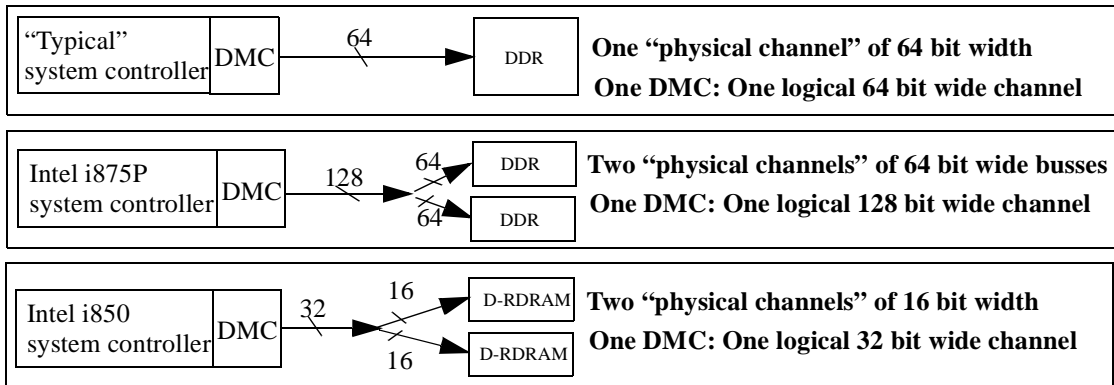 “Typical”
system controller
DMC
64
DDR
One “physical channel” of 64 bit width
One DMC: One logical 64 bit wide channel
Intel i875P
system controller
DMC
128
64
64
DDR
DDR
Two “physical channels” of 64 bit wide busses
One DMC: One logical 128 bit wide channel
Intel i850
system controller
DMC
32
16
16
D-RDRAM
D-RDRAM
Two “physical channels” of 16 bit width
One DMC: One logical 32 bit wide channel